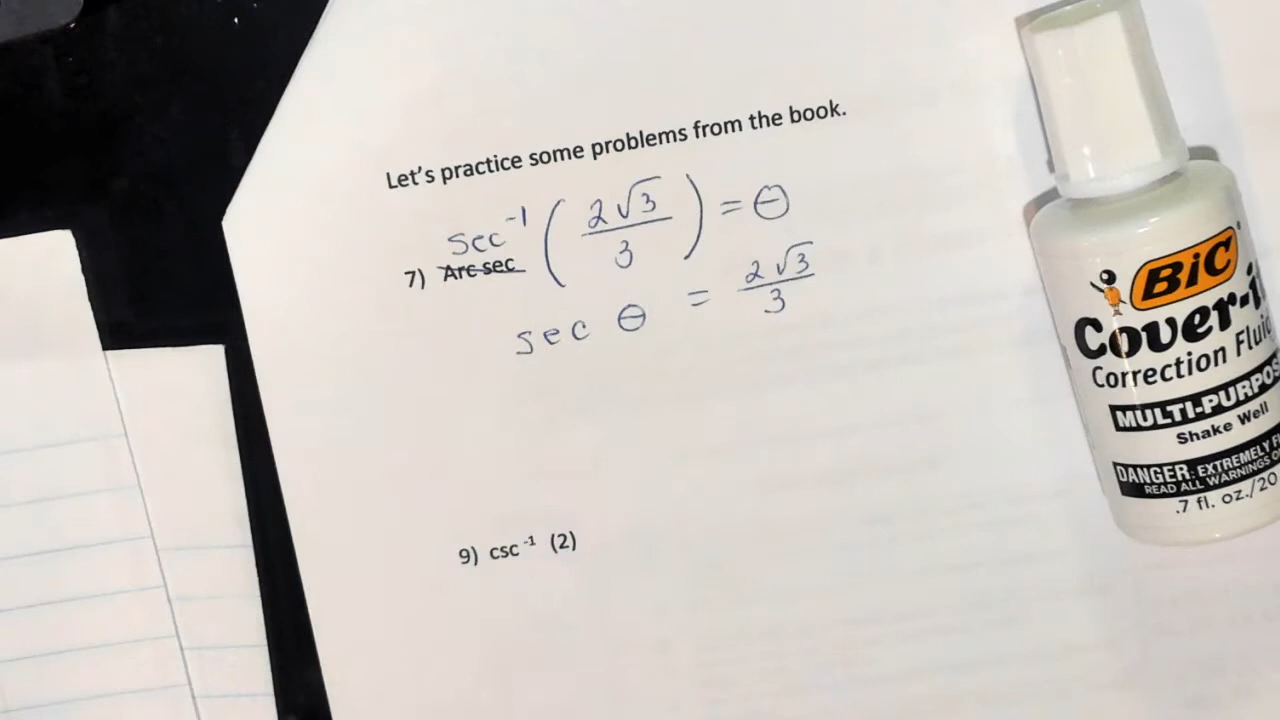 Let's practice some problems from the book.
7) Arc sec sec⁻¹ (2√3/3) = θ
sec θ = 2√3/3
9) csc⁻¹ (2)
BiC
Cover-i
Correction Fluid
MULTI-PURPOS
Shake Well
DANGER: EXTREMELY F
READ ALL WARNINGS O
.7 fl. oz./20